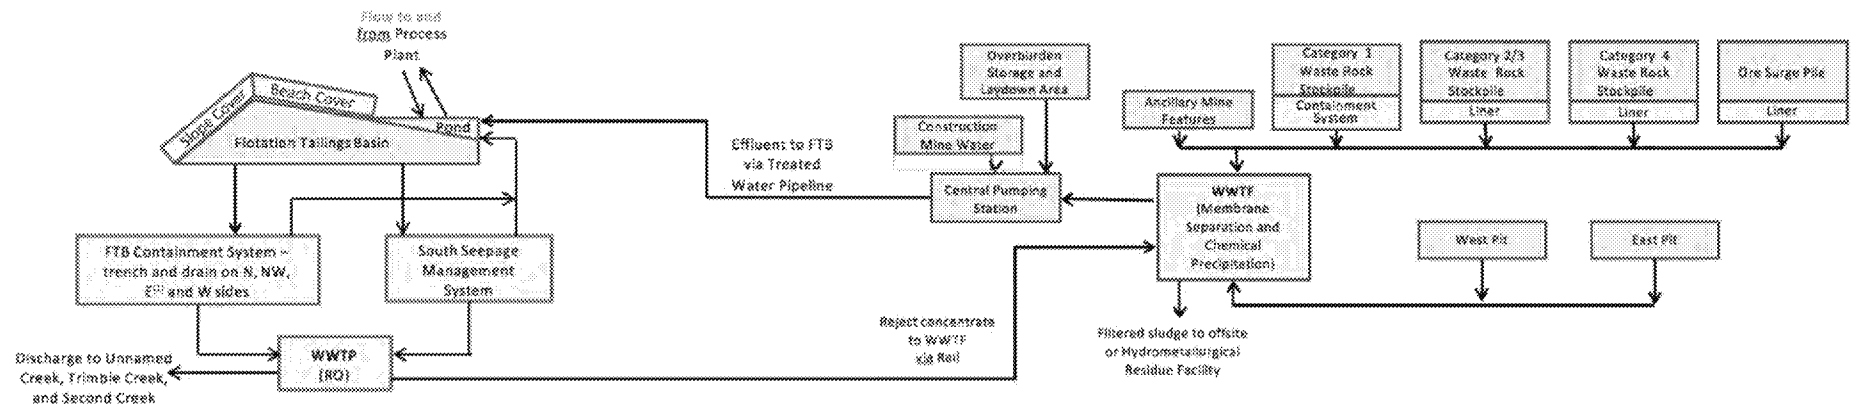 Flow to and
from Process
Plant
Slope Cover
Beach Cover
Pond
Flotation Tailings Basin
FTB Containment System –
trench and drain on N, NW,
E[1] and W sides
South Seepage
Management
System
WWTP
(RO)
Discharge to Unnamed
Creek, Trimble Creek,
and Second Creek
Effluent to FTB
via Treated
Water Pipeline
Reject concentrate
to WWTF
via Rail
Construction
Mine Water
Overburden
Storage and
Laydown Area
Central Pumping
Station
Ancillary Mine
Features
Category 1
Waste Rock
Stockpile
Containment
System
Category 2/3
Waste Rock
Stockpile
Liner
Category 4
Waste Rock
Stockpile
Liner
Ore Surge Pile
Liner
WWTF
(Membrane
Separation and
Chemical
Precipitation)
West Pit
East Pit
Filtered sludge to offsite
or Hydrometallurgical
Residue Facility